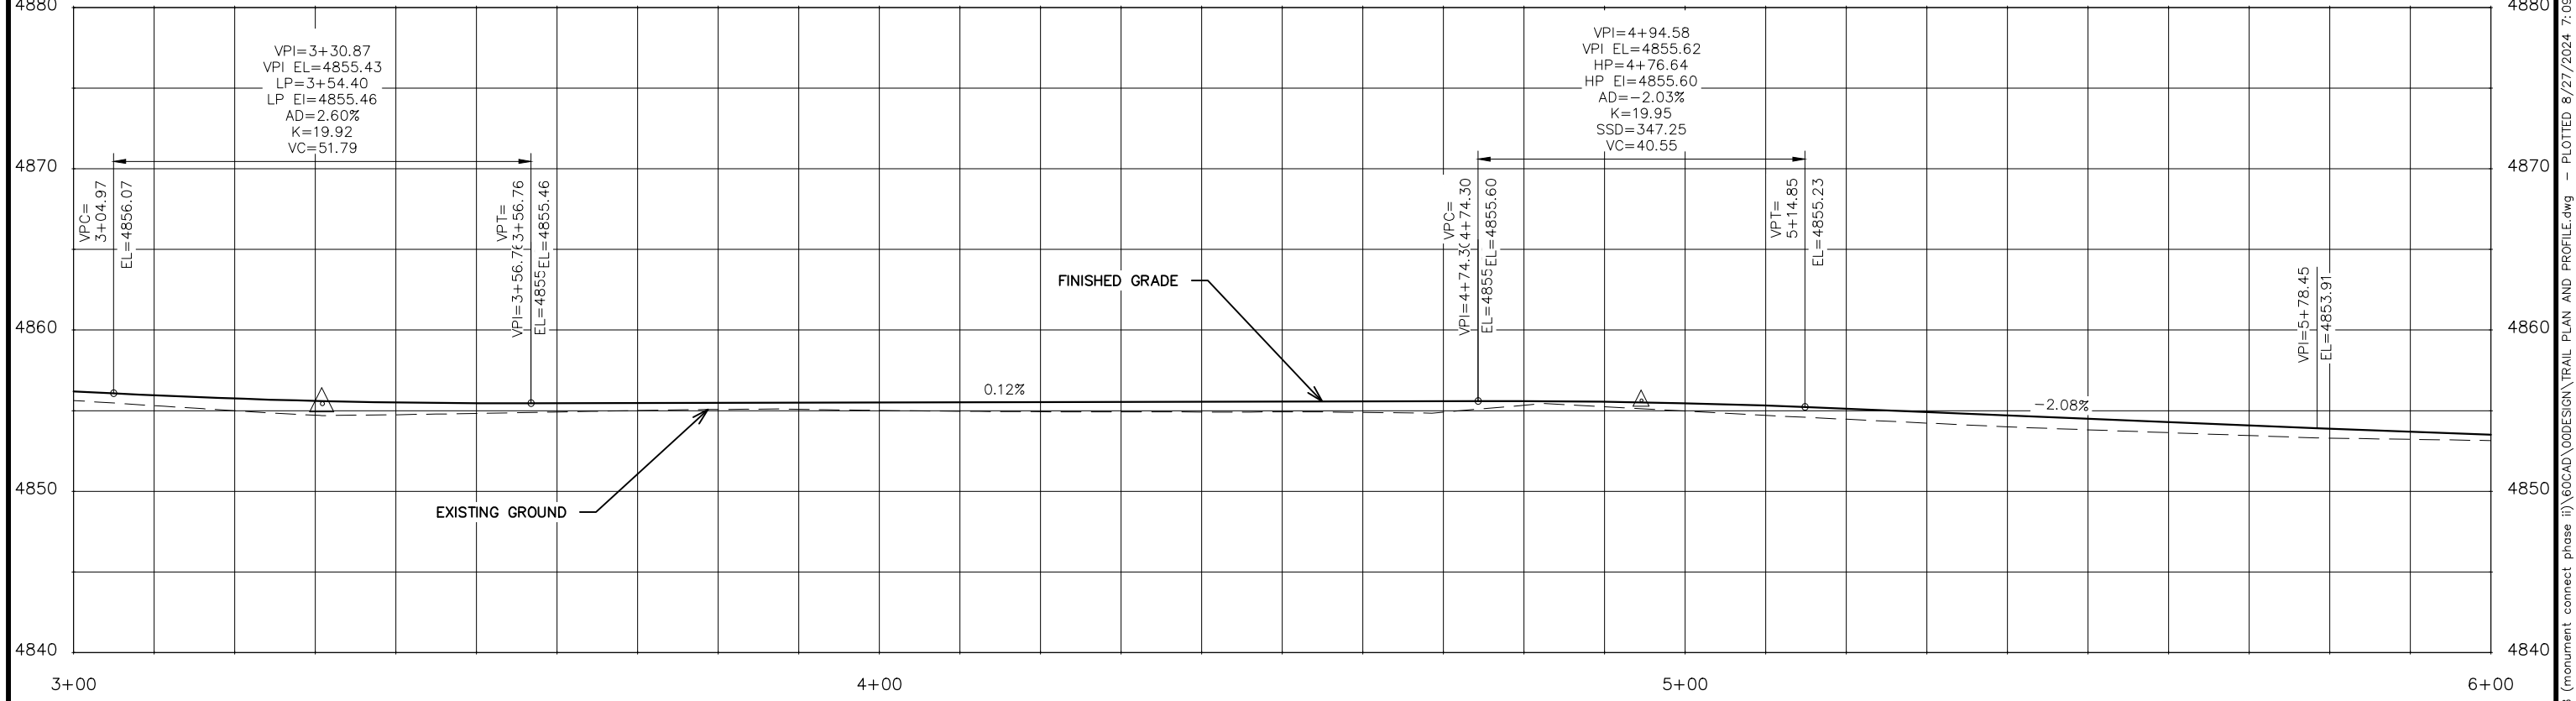 4880
4880
VPI=3+30.87
VPI EL=4855.43
LP=3+54.40
LP El=4855.46
AD=2.60%
K=19.92
VC=51.79
VPI=4+94.58
VPI EL=4855.62
HP=4+76.64
HP El=4855.60
AD=-2.03%
K=19.95
SSD=347.25
VC=40.55
4870
4870
VPC=
3+04.97
EL=4856.07
VPT=
3+56.76
EL=4855.46
VPI=3+56.76
EL=4855
VPC=
4+74.30
EL=4855.60
VPI=4+74.30
EL=4855
VPT=
5+14.85
EL=4855.23
VPI=5+78.45
EL=4853.91
FINISHED GRADE
4860
4860
0.12%
-2.08%
EXISTING GROUND
4850
4850
4840
4840
3+00
4+00
5+00
6+00
(monument connect phase ii)\60CAD\00DESIGN\TRAIL PLAN AND PROFILE.dwg - PLOTTED 8/27/2024 7:09